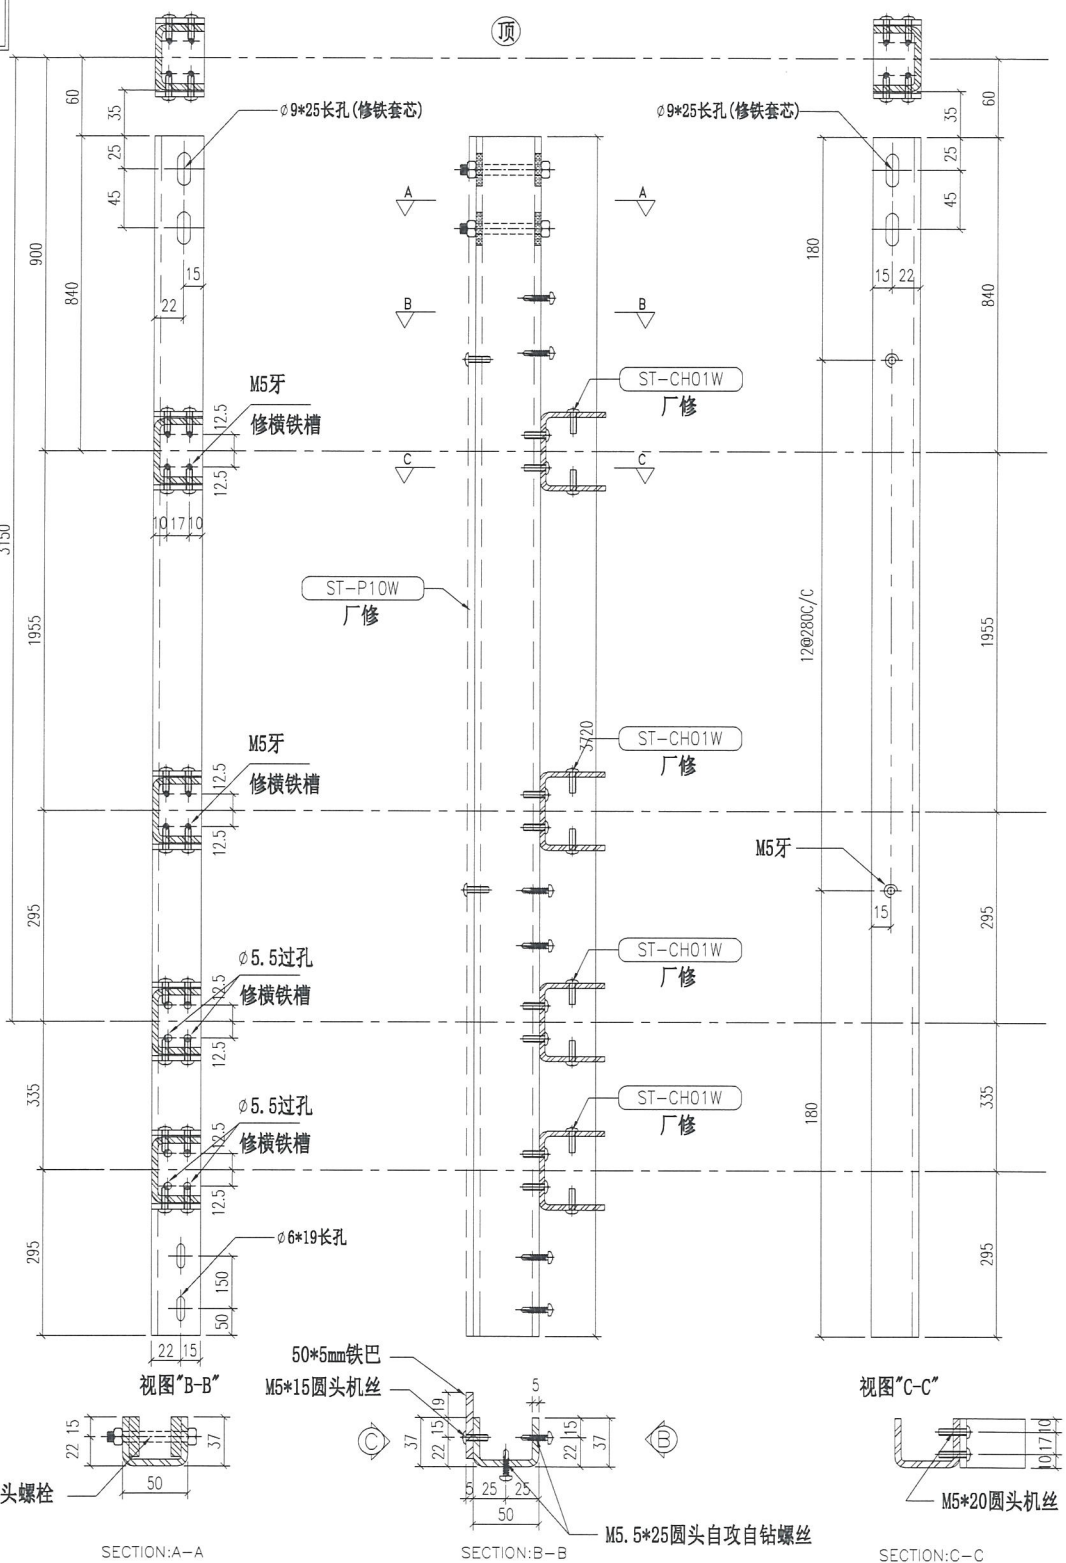 顶
60
35
25
45
900
840
15
22
⌀9*25长孔(修铁套芯)
⌀9*25长孔(修铁套芯)
60
35
25
45
180
15
22
840
A
A
B
B
C
C
M5牙
修横铁槽
12.5
12.5
10
17
10
ST-CH01W
厂修
3150
1955
ST-P10W
厂修
12@280C/C
1955
M5牙
修横铁槽
12.5
12.5
3720
ST-CH01W
厂修
M5牙
15
295
⌀5.5过孔
修横铁槽
12.5
12.5
ST-CH01W
厂修
295
335
⌀5.5过孔
修横铁槽
12.5
12.5
ST-CH01W
厂修
180
335
295
⌀6*19长孔
150
50
22
15
295
视图"B-B"
视图"C-C"
50*5mm铁巴
M5*15圆头机丝
15
22
37
50
头螺栓
SECTION:A-A
C
19
15
22
37
5
5
25
25
50
15
22
37
B
M5.5*25圆头自攻自钻螺丝
SECTION:B-B
10
17
10
M5*20圆头机丝
SECTION:C-C